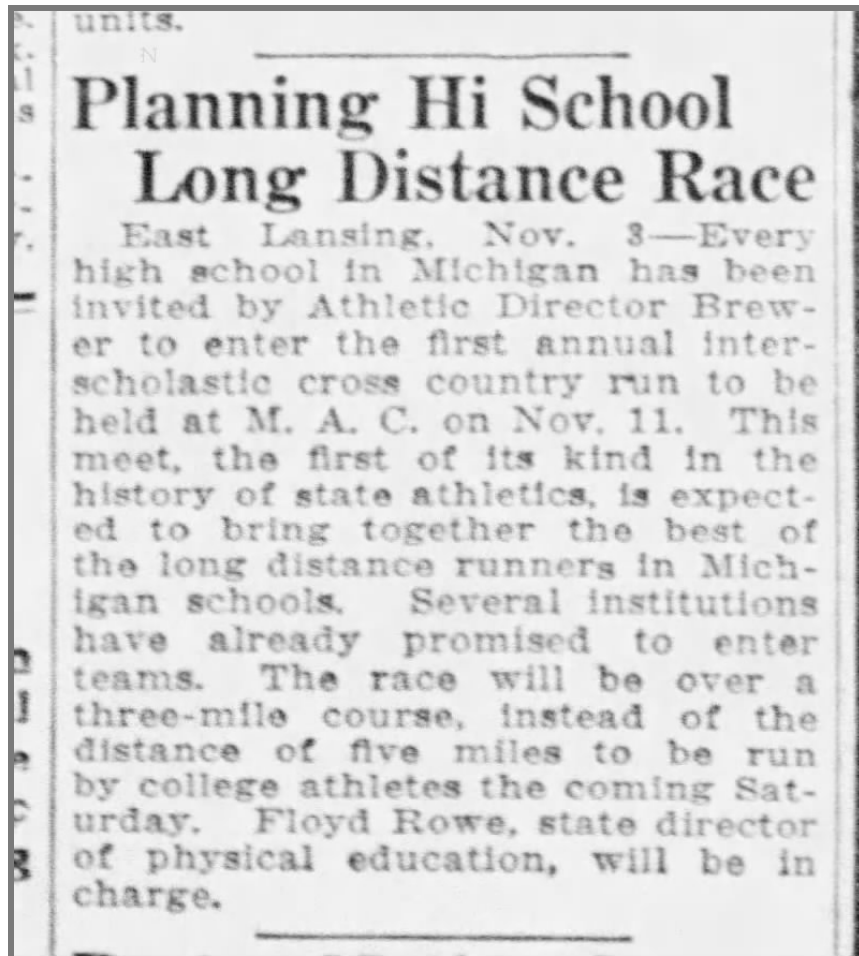 units.
Planning Hi School
Long Distance Race
East Lansing, Nov. 3—Every
high school in Michigan has been
invited by Athletic Director Brew-
er to enter the first annual inter-
scholastic cross country run to be
held at M. A. C. on Nov. 11. This
meet, the first of its kind in the
history of state athletics, is expect-
ed to bring together the best of
the long distance runners in Mich-
igan schools. Several institutions
have already promised to enter
teams. The race will be over a
three-mile course, instead of the
distance of five miles to be run
by college athletes the coming Sat-
urday. Floyd Rowe, state director
of physical education, will be in
charge.